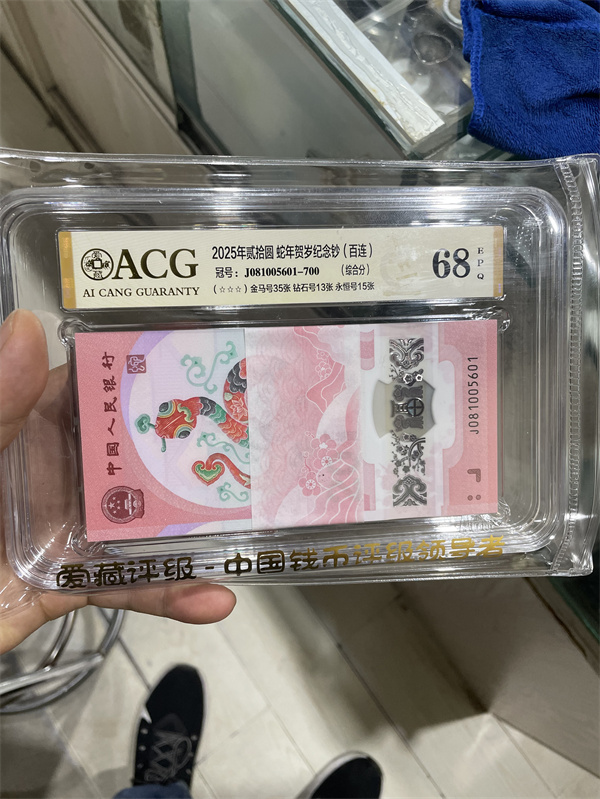 ACG
AI CANG GUARANTY
2025年贰拾圆 蛇年贺岁纪念钞（百连）
冠号：J081005601-700 （综合分）
（☆☆☆）金马号35张 钻石号13张 永恒号15张
68
EPQ
中国人民银行
J081005601
爱藏评级-中国钱币评级领导者